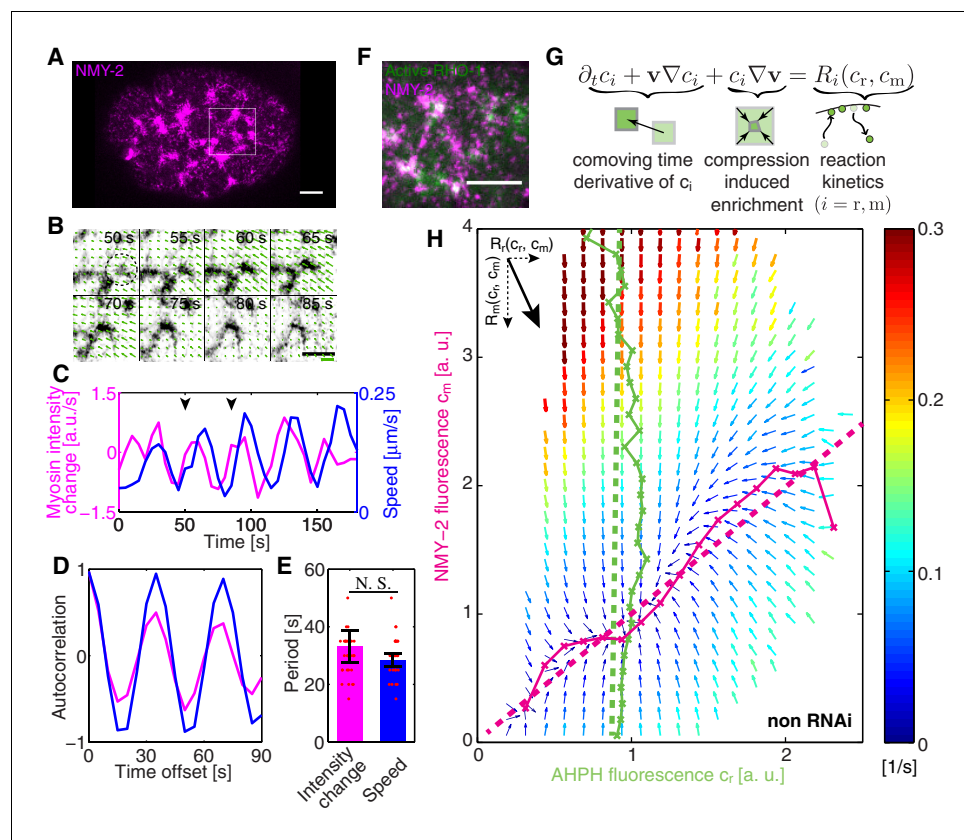 A
NMY-2
B
50 s
55 s
60 s
65 s
70 s
75 s
80 s
85 s
C
1.5
0
−1.5
Myosin intensity
change [a.u./s]
0.25
0
Speed [µm/s]
0
50
100
150
Time [s]
D
1
0
−1
Autocorrelation
0
30
60
90
Time offset [s]
E
N. S.
60
40
20
0
Period [s]
Intensity
change
Speed
F
Active RHO-1
NMY-2
G
∂ₜcᵢ + v∇cᵢ + cᵢ∇v = Rᵢ(cᵣ, cₘ)
comoving time
derivative of cᵢ
compression
induced
enrichment
reaction
kinetics
(i = r, m)
H
Rᵣ(cᵣ, cₘ)
Rₘ(cᵣ, cₘ)
4
3
2
1
0
NMY−2 fluorescence cₘ [a. u.]
0
1
2
AHPH fluorescence cᵣ [a. u.]
non RNAi
0.3
0.2
0.1
0
[1/s]